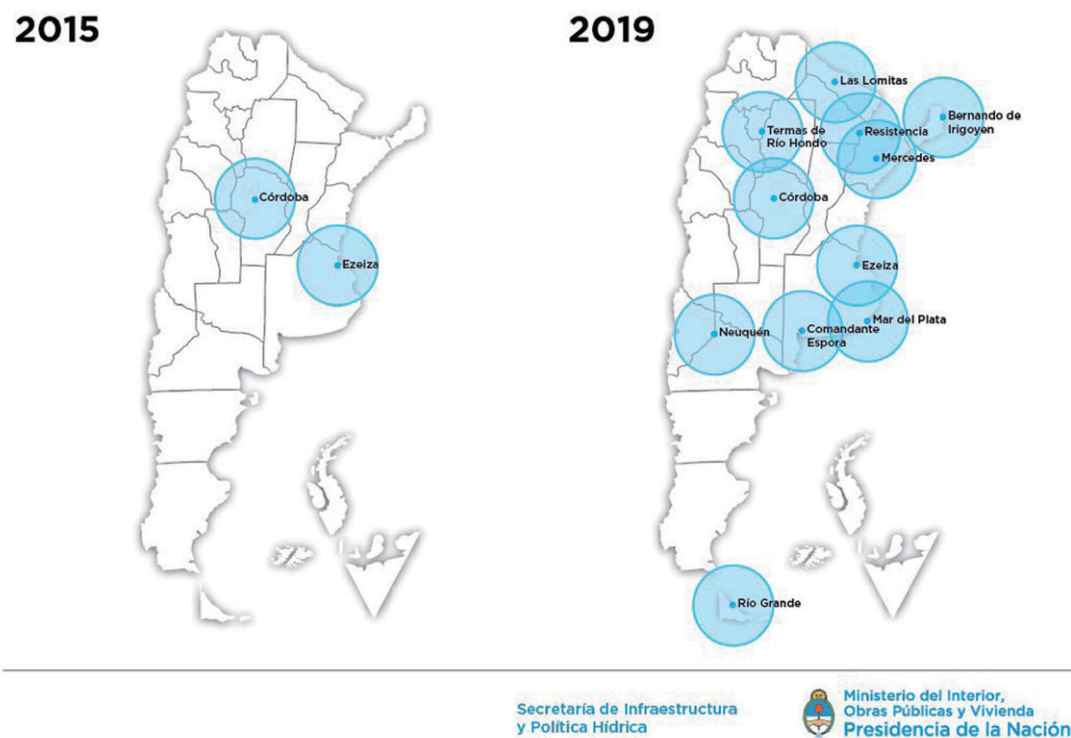 2015
Córdoba
Ezeiza
2019
Las Lomitas
Bernando de
Irigoyen
Termas de
Río Hondo
Resistencia
Mercedes
Córdoba
Ezeiza
Mar del Plata
Neuquén
Comandante
Espora
Río Grande
Secretaría de Infraestructura
y Política Hídrica
Ministerio del Interior,
Obras Públicas y Vivienda
Presidencia de la Nación